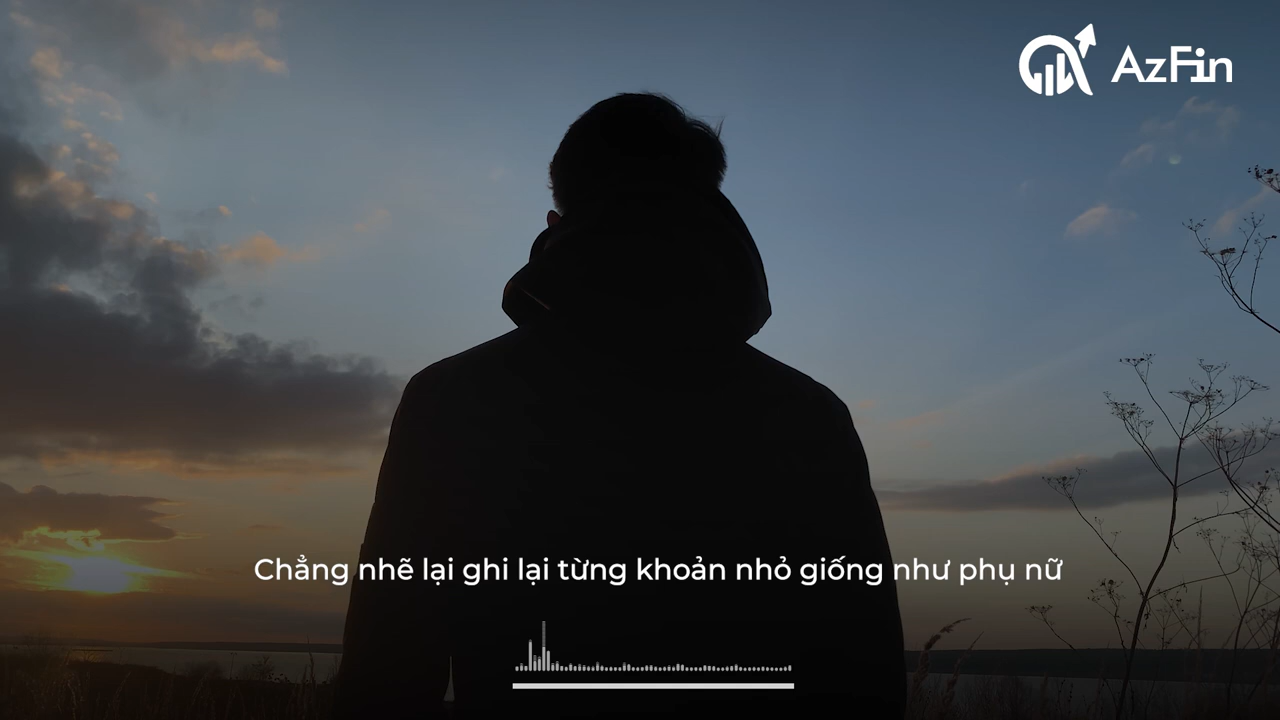 AzFin
Chẳng nhẽ lại ghi lại từng khoản nhỏ giống như phụ nữ